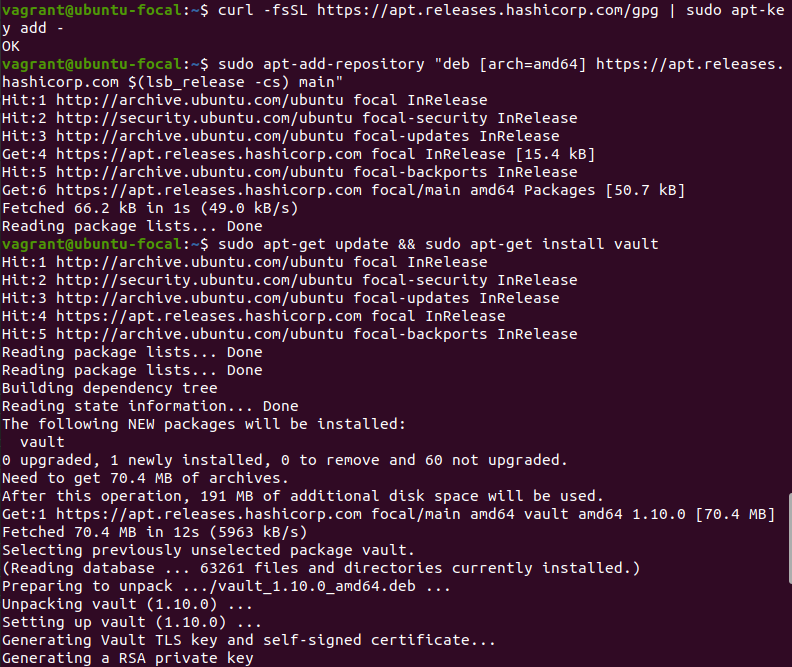 vagrant@ubuntu-focal:~$ curl -fsSL https://apt.releases.hashicorp.com/gpg | sudo apt-ke
y add -
OK
vagrant@ubuntu-focal:~$ sudo apt-add-repository "deb [arch=amd64] https://apt.releases.
hashicorp.com $(lsb_release -cs) main"
Hit:1 http://archive.ubuntu.com/ubuntu focal InRelease
Hit:2 http://security.ubuntu.com/ubuntu focal-security InRelease
Hit:3 http://archive.ubuntu.com/ubuntu focal-updates InRelease
Get:4 https://apt.releases.hashicorp.com focal InRelease [15.4 kB]
Hit:5 http://archive.ubuntu.com/ubuntu focal-backports InRelease
Get:6 https://apt.releases.hashicorp.com focal/main amd64 Packages [50.7 kB]
Fetched 66.2 kB in 1s (49.0 kB/s)
Reading package lists... Done
vagrant@ubuntu-focal:~$ sudo apt-get update && sudo apt-get install vault
Hit:1 http://archive.ubuntu.com/ubuntu focal InRelease
Hit:2 http://security.ubuntu.com/ubuntu focal-security InRelease
Hit:3 http://archive.ubuntu.com/ubuntu focal-updates InRelease
Hit:4 https://apt.releases.hashicorp.com focal InRelease
Hit:5 http://archive.ubuntu.com/ubuntu focal-backports InRelease
Reading package lists... Done
Reading package lists... Done
Building dependency tree
Reading state information... Done
The following NEW packages will be installed:
  vault
0 upgraded, 1 newly installed, 0 to remove and 60 not upgraded.
Need to get 70.4 MB of archives.
After this operation, 191 MB of additional disk space will be used.
Get:1 https://apt.releases.hashicorp.com focal/main amd64 vault amd64 1.10.0 [70.4 MB]
Fetched 70.4 MB in 12s (5963 kB/s)
Selecting previously unselected package vault.
(Reading database ... 63261 files and directories currently installed.)
Preparing to unpack .../vault_1.10.0_amd64.deb ...
Unpacking vault (1.10.0) ...
Setting up vault (1.10.0) ...
Generating Vault TLS key and self-signed certificate...
Generating a RSA private key